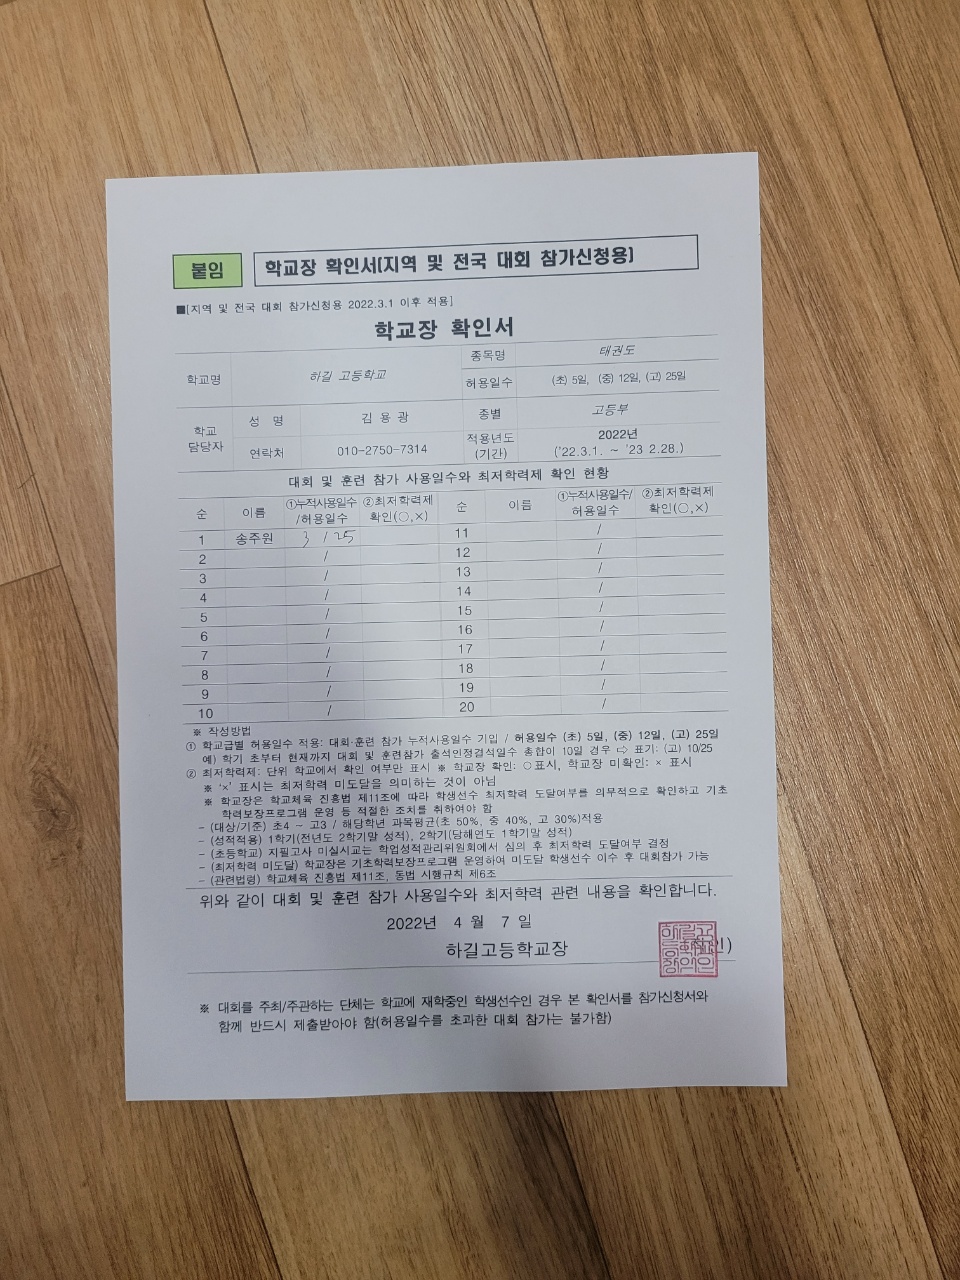 붙임 학교장 확인서(지역 및 전국 대회 참가신청용)
■[지역 및 전국 대회 참가신청용 2022.3.1 이후 적용]
학교장 확인서
학교명 하길 고등학교 종목명 태권도
허용일수 (초) 5일, (중) 12일, (고) 25일
학교 담당자 성 명 김 용 광 종별 고등부
연락처 010-2750-7314 적용년도 (기간) 2022년 ('22.3.1. ~ '23 2.28.)
대회 및 훈련 참가 사용일수와 최저학력제 확인 현황
순 이름 ①누적사용일수 /허용일수 ②최저학력제 확인(○,×) 순 이름 ①누적사용일수/ 허용일수 ②최저학력제 확인(○,×)
1 송주원 3 / 25 11 /
2 / 12 /
3 / 13 /
4 / 14 /
5 / 15 /
6 / 16 /
7 / 17 /
8 / 18 /
9 / 19 /
10 / 20 /
※ 작성방법
① 학교급별 허용일수 적용: 대회·훈련 참가 누적사용일수 기입 / 허용일수 (초) 5일, (중) 12일, (고) 25일
예) 학기 초부터 현재까지 대회 및 훈련참가 출석인정결석일수 총합이 10일 경우 ⇨ 표기: (고) 10/25
② 최저학력제: 단위 학교에서 확인 여부만 표시 ※ 학교장 확인: ○표시, 학교장 미확인: × 표시
※ '×' 표시는 최저학력 미도달을 의미하는 것이 아님
※ 학교장은 학교체육 진흥법 제11조에 따라 학생선수 최저학력 도달여부를 의무적으로 확인하고 기초
학력보장프로그램 운영 등 적절한 조치를 취하여야 함
- (대상/기준) 초4 ~ 고3 / 해당학년 과목평균(초 50%, 중 40%, 고 30%)적용
- (성적적용) 1학기(전년도 2학기말 성적), 2학기(당해연도 1학기말 성적)
- (초등학교) 지필고사 미실시교는 학업성적관리위원회에서 심의 후 최저학력 도달여부 결정
- (최저학력 미도달) 학교장은 기초학력보장프로그램 운영하여 미도달 학생선수 이수 후 대회참가 가능
- (관련법령) 학교체육 진흥법 제11조, 동법 시행규칙 제6조
위와 같이 대회 및 훈련 참가 사용일수와 최저학력 관련 내용을 확인합니다.
2022년 4 월 7 일
하길고등학교장
※ 대회를 주최/주관하는 단체는 학교에 재학중인 학생선수인 경우 본 확인서를 참가신청서와
함께 반드시 제출받아야 함(허용일수를 초과한 대회 참가는 불가함)